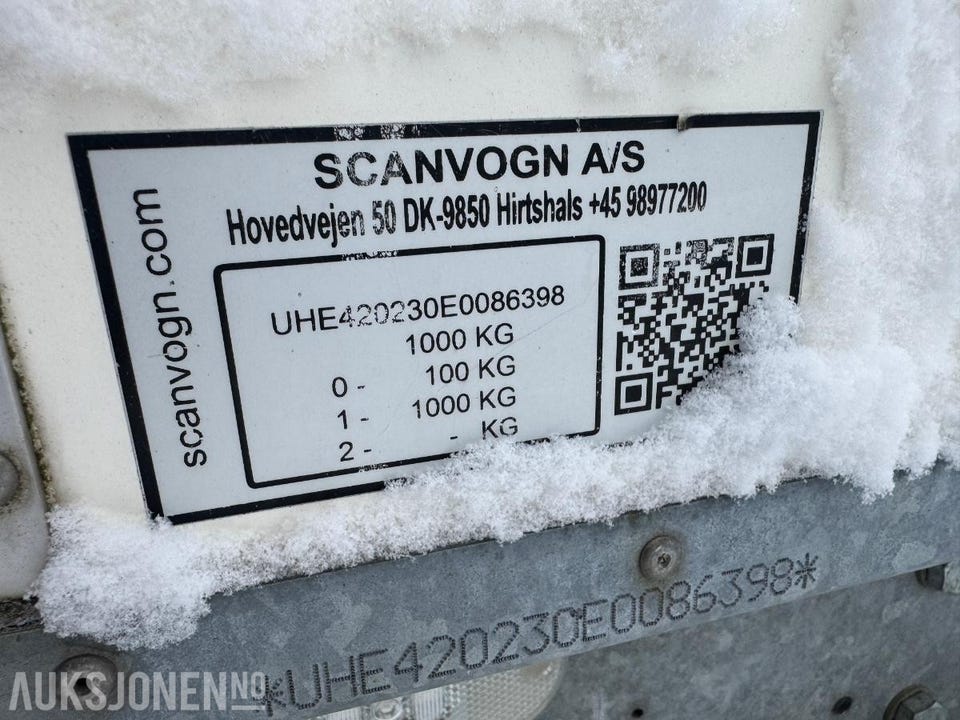 SCANVOGN A/S
Hovedvejen 50 DK-9850 Hirtshals +45 98977200
scanvogn.com
UHE420230E0086398
1000 KG
0 - 100 KG
1 - 1000 KG
2 - - KG
*UHE420230E0086398*
AUKSJONEN NO